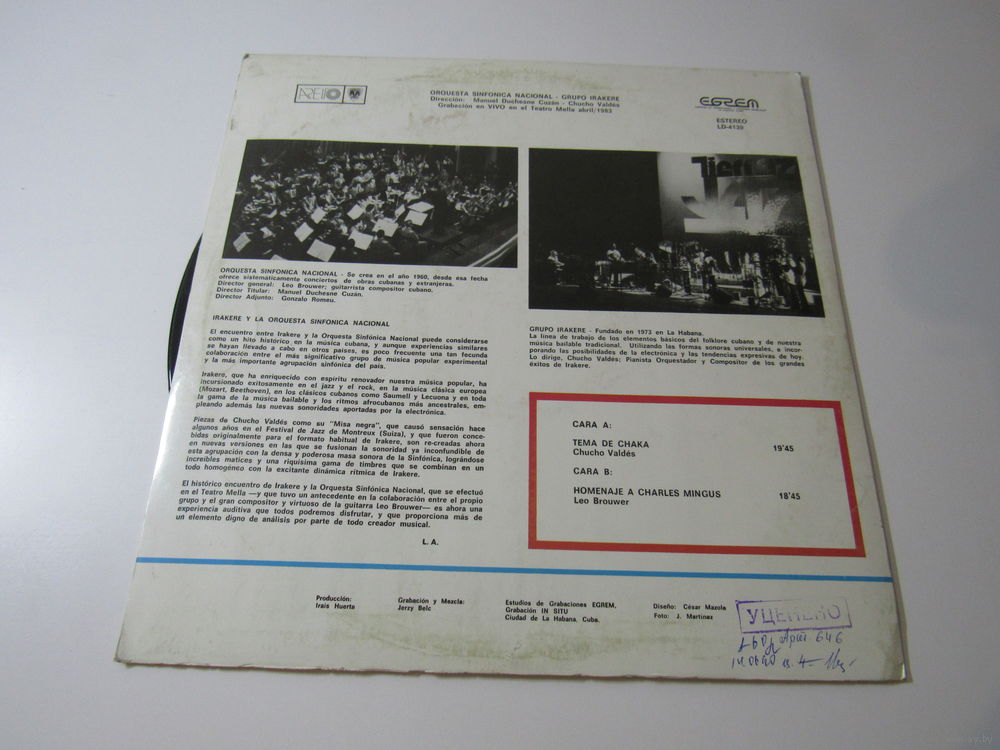 AREITO
ORQUESTA SINFONICA NACIONAL - GRUPO IRAKERE
Dirección: Manuel Duchesne Cuzán - Chucho Valdés
Grabación en VIVO en el Teatro Mella abril/1983
EGREM
ESTEREO
LD-4139
Tierra
ORQUESTA SINFONICA NACIONAL - Se crea en el año 1960, desde esa fecha
ofrece sistemáticamente conciertos de obras cubanas y extranjeras.
Director general: Leo Brouwer; guitarrista compositor cubano.
Director Titular: Manuel Duchesne Cuzán.
Director Adjunto: Gonzalo Romeu.
IRAKERE Y LA ORQUESTA SINFONICA NACIONAL
El encuentro entre Irakere y la Orquesta Sinfónica Nacional puede considerarse
como un hito histórico en la música cubana, y aunque experiencias similares
se hayan llevado a cabo en otros países, es poco frecuente una tan fecunda
colaboración entre el más significativo grupo de música popular experimental
y la más importante agrupación sinfónica del país.
Irakere, que ha enriquecido con espíritu renovador nuestra música popular, ha
incursionado exitosamente en el jazz y el rock, en la música clásica europea
(Mozart, Beethoven), en los clásicos cubanos como Saumell y Lecuona y en toda
la gama de la música bailable y los ritmos afrocubanos más ancestrales, em-
pleando además las nuevas sonoridades aportadas por la electrónica.
Piezas de Chucho Valdés como su "Misa negra", que causó sensación hace
algunos años en el Festival de Jazz de Montreux (Suiza), y que fueron conce-
bidas originalmente para el formato habitual de Irakere, son re-creadas ahora
en nuevas versiones en las que se fusionan la sonoridad ya inconfundible de
esta agrupación con la densa y poderosa masa sonora de la Sinfónica, lográndose
increíbles matices y una riquísima gama de timbres que se combinan en un
todo homogénco con la excitante dinámica rítmica de Irakere.
El histórico encuentro de Irakere y la Orquesta Sinfónica Nacional, que se efectuó
en el Teatro Mella —y que tuvo un antecedente en la colaboración entre el propio
grupo y el gran compositor y virtuoso de la guitarra Leo Brouwer— es ahora una
experiencia auditiva que todos podremos disfrutar, y que proporciona más de
un elemento digno de análisis por parte de todo creador musical.
L. A.
GRUPO IRAKERE - Fundado en 1973 en La Habana.
La línea de trabajo de los elementos básicos del folklore cubano y de nuestra
música bailable tradicional. Utilizando las formas sonoras universales, e incor-
porando las posibilidades de la electrónica y las tendencias expresivas de hoy.
Lo dirige, Chucho Valdés; Pianista Orquestador y Compositor de los grandes
éxitos de Irakere.
CARA A:
TEMA DE CHAKA 19'45
Chucho Valdés
CARA B:
HOMENAJE A CHARLES MINGUS 18'45
Leo Brouwer
Producción:
Irais Huerta
Grabación y Mezcla:
Jerzy Belc
Estudios de Grabaciones EGREM,
Grabación IN SITU
Ciudad de La Habana, Cuba.
Diseño: César Mazola
Foto: J. Martínez
УЦЕНЕНО
646